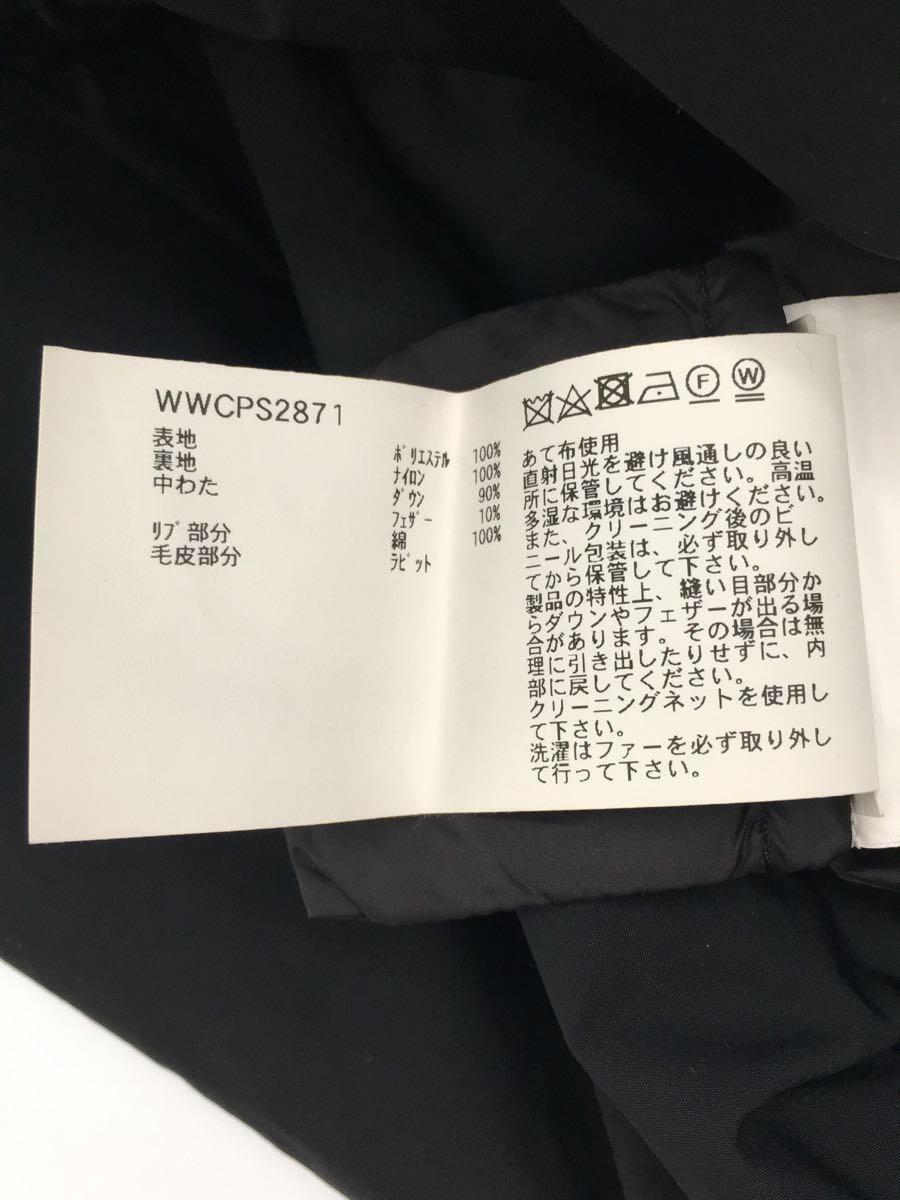 WWCPS2871
表地
裏地
中わた
リブ部分
毛皮部分
ポリエステル 100%
ナイロン 100%
ダウン 90%
フェザー 10%
綿 100%
ラビット
F
W
あて布使用
直射日光を避け風通しの良い
所に保管してください。高温
多湿な環境はお避けください。
また、クリーニング後のビ
ニール包装は、必ず取り外し
てから保管して下さい。
製品の特性上、縫い目部分か
らダウンやフェザーが出る場
合があります。その場合は無
理に引き出したりせずに、内
部に戻してください。
クリーニングネットを使用し
て下さい。
洗濯はファーを必ず取り外し
て行って下さい。